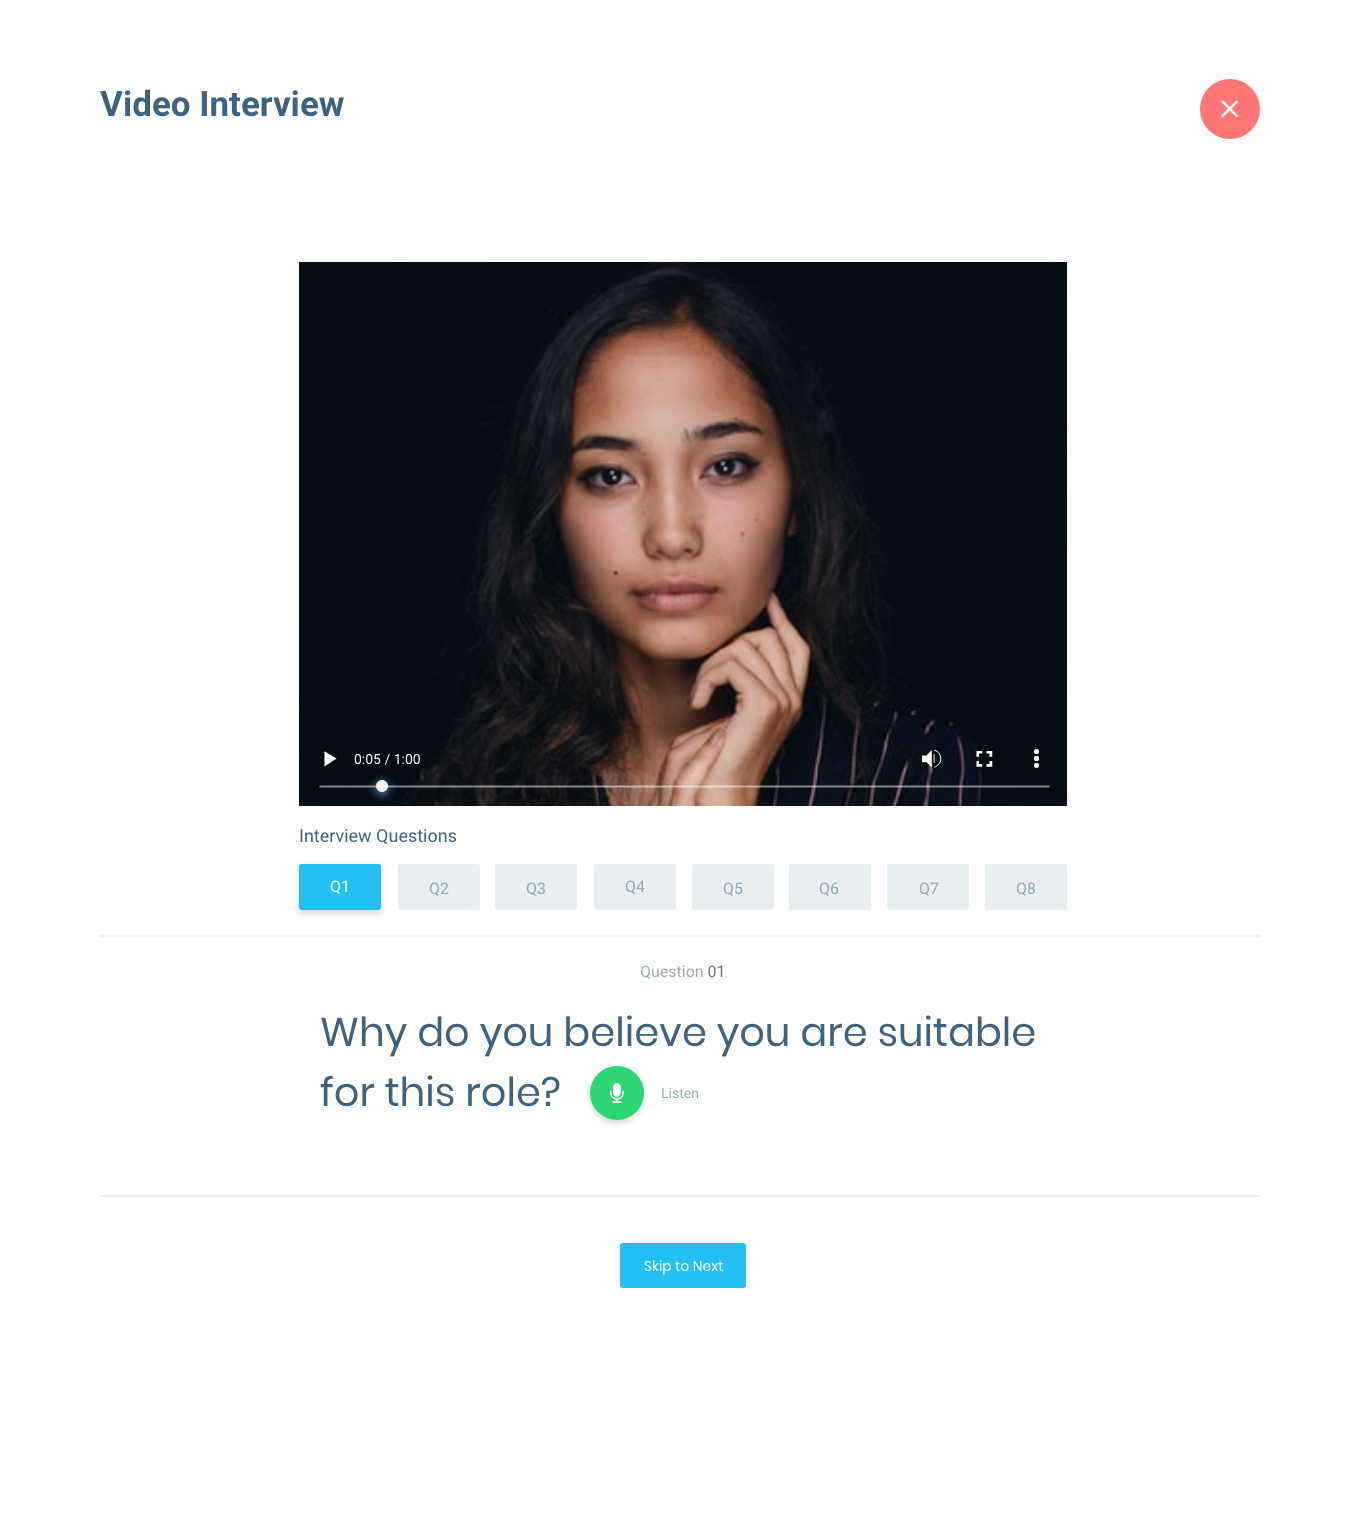 Video Interview
0:05 / 1:00
Interview Questions
Q1 Q2 Q3 Q4 Q5 Q6 Q7 Q8
Question 01
Why do you believe you are suitable
for this role?
Listen
Skip to Next